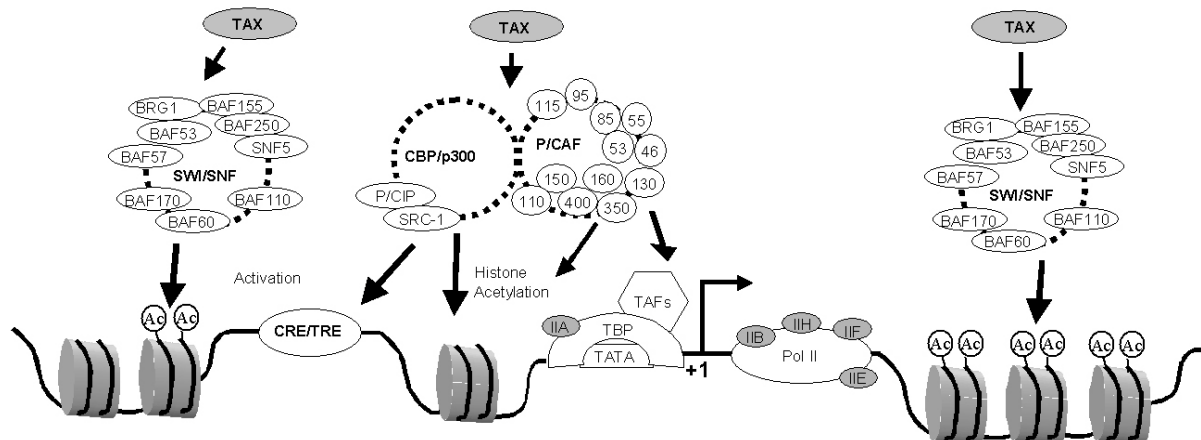 TAX
TAX
TAX
BRG1
BAF155
BAF53
BAF250
SNF5
BAF57
SWI/SNF
BAF170
BAF110
BAF60
CBP/p300
P/CIP
SRC-1
P/CAF
115
95
85
55
53
46
150
160
130
110
400
350
BRG1
BAF155
BAF53
BAF250
SNF5
BAF57
SWI/SNF
BAF170
BAF110
BAF60
Activation
Histone
Acetylation
Ac
Ac
CRE/TRE
TAFs
IIA
TBP
TATA
+1
IIB
IIH
IIF
Pol II
IIE
Ac
Ac
Ac
Ac
Ac
Ac